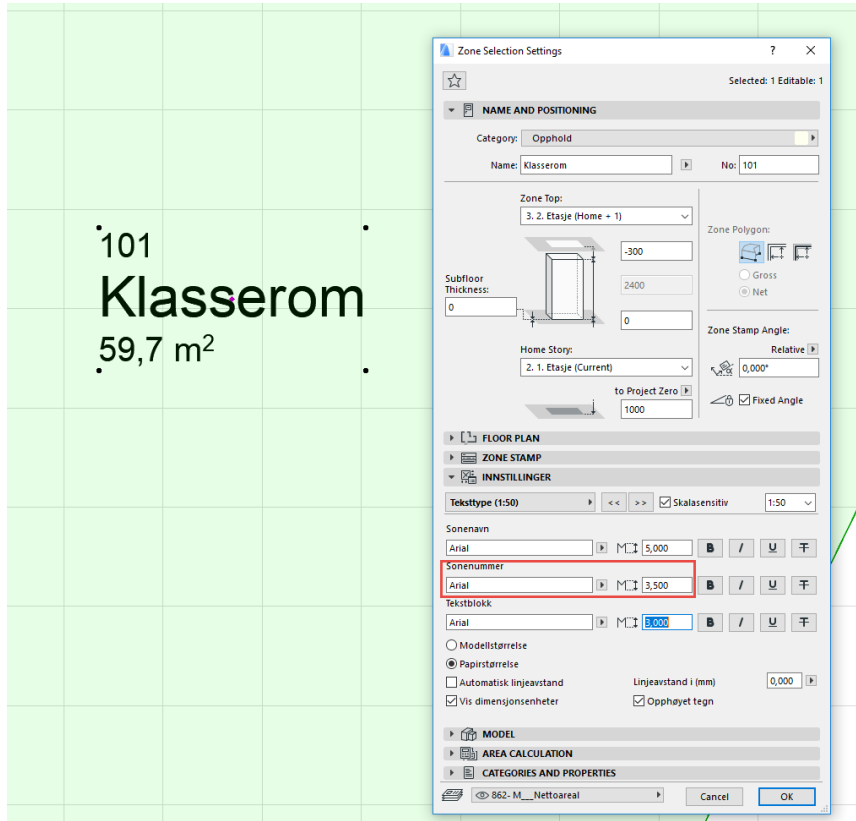 101
Klasserom
59,7 m²
Zone Selection Settings
?
Selected: 1 Editable: 1
NAME AND POSITIONING
Category: Opphold
Name: Klasserom No: 101
Zone Top:
3. 2. Etasje (Home + 1)
Zone Polygon:
-300
Gross
Subfloor
Thickness:
2400
Net
0
0
Zone Stamp Angle:
Home Story:
Relative
2. 1. Etasje (Current)
0,000°
to Project Zero
1000
Fixed Angle
FLOOR PLAN
ZONE STAMP
INNSTILLINGER
Teksttype (1:50) << >> Skalasensitiv 1:50
Sonenavn
Arial 5,000 B I U T
Sonenummer
Arial 3,500 B I U T
Tekstblokk
Arial 3,000 B I U T
Modellstørrelse
Papirstørrelse
Automatisk linjeavstand Linjeavstand i (mm) 0,000
Vis dimensjonsenheter Opphøyet tegn
MODEL
AREA CALCULATION
CATEGORIES AND PROPERTIES
862- M___Nettoareal Cancel OK